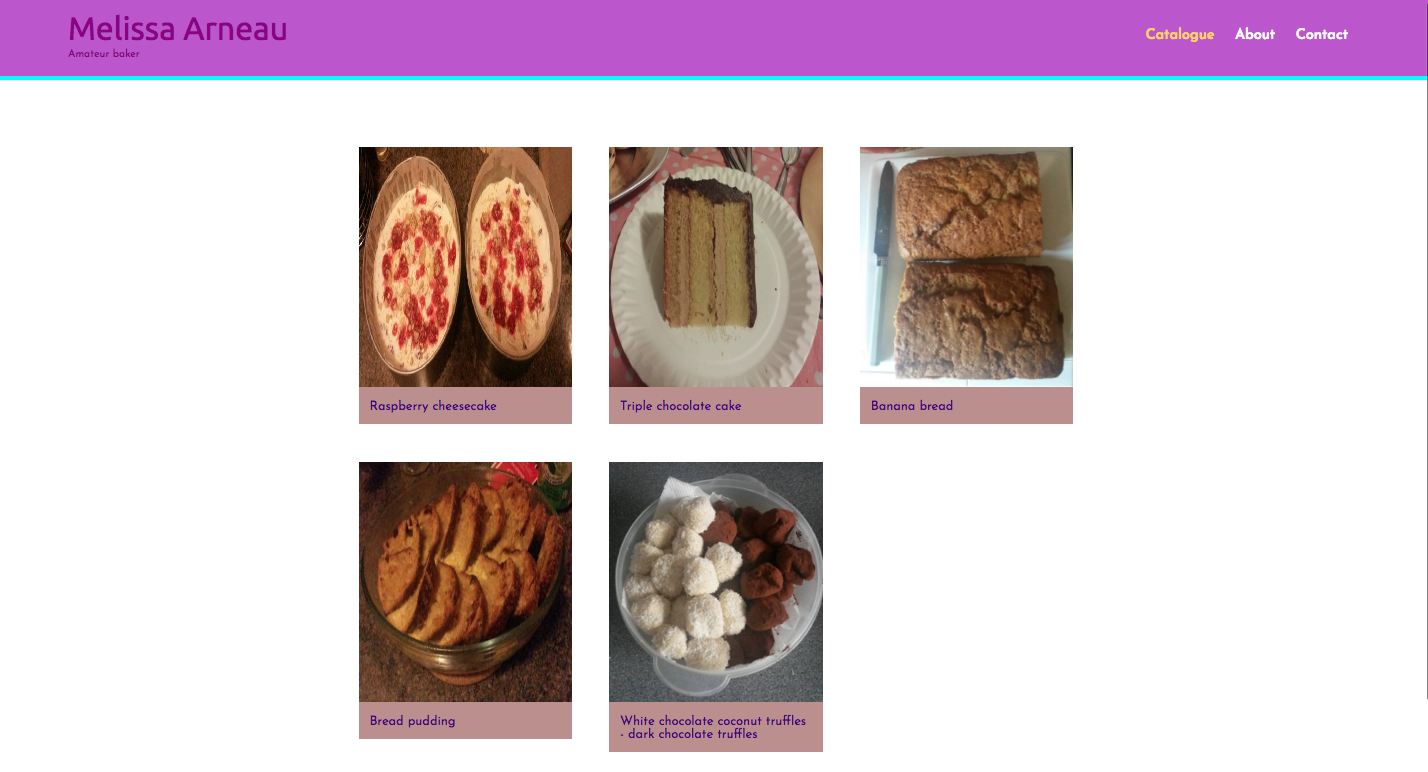 Melissa Arneau
Amateur baker
Catalogue About Contact
Raspberry cheesecake
Triple chocolate cake
Banana bread
Bread pudding
White chocolate coconut truffles
- dark chocolate truffles